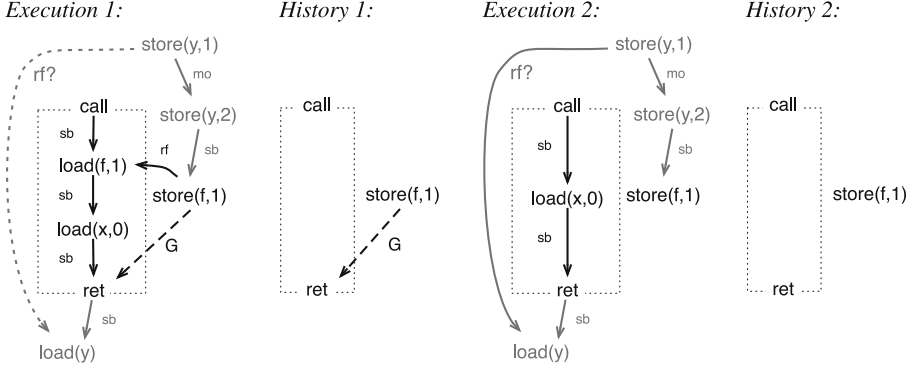 Execution 1: History 1: Execution 2: History 2:
store(y,1) store(y,1)
rf? mo rf? mo
call call call call
store(y,2) store(y,2)
sb rf sb sb sb
load(f,1)
sb store(f,1) store(f,1) load(x,0) store(f,1) store(f,1)
load(x,0)
sb G G sb
ret ret ret ret
sb sb
load(y) load(y)